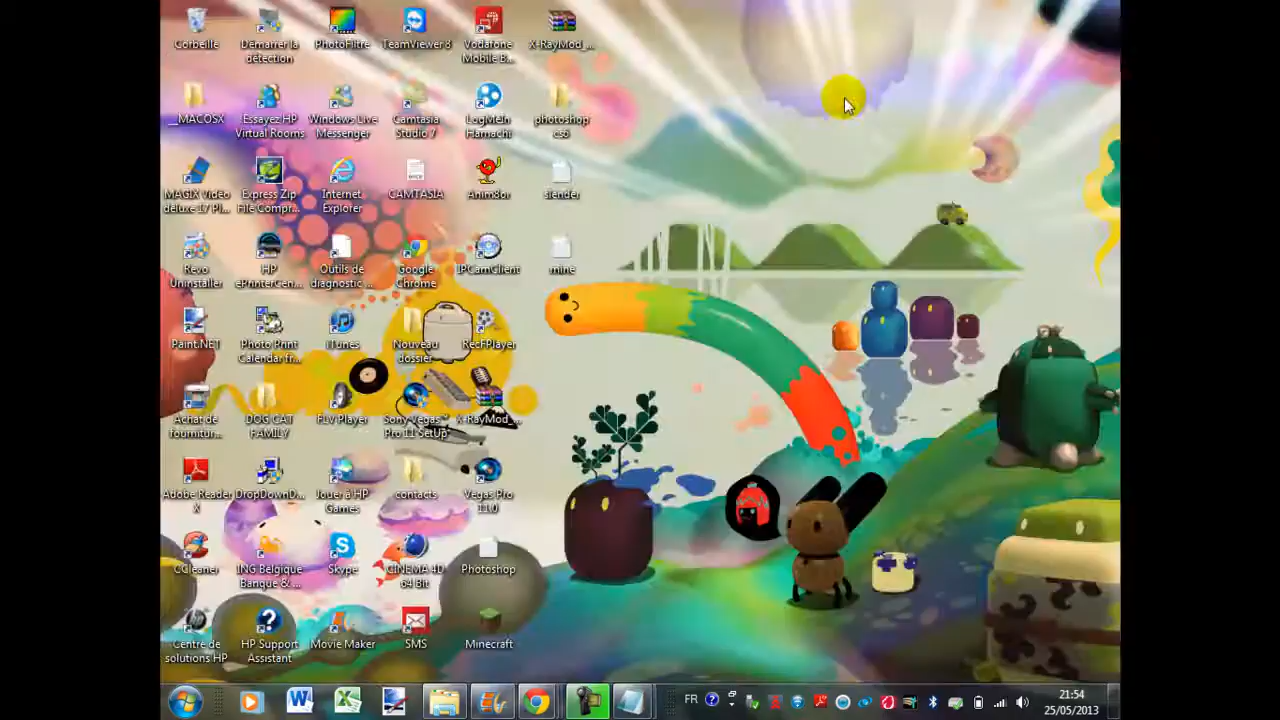 Corbeille
Démarrer la
détection
PhotoFiltre
TeamViewer 8
Vodafone
Mobile B...
X-RayMod_...
__MACOSX
!Essayez HP
Virtual Rooms
Windows Live
Messenger
Camtasia
Studio 7
LogMeIn
Hamachi
photoshop
cs6
MAGIX Video
deluxe 17 Pl...
Express Zip
File Compr...
Internet
Explorer
CAMTASIA
Anim8or
slender
Revo
Uninstaller
HP
ePrinterCen...
Outils de
diagnostic ...
Google
Chrome
IPCamClient
mine
Paint.NET
Photo Print
Calendar fr...
iTunes
Nouveau
dossier
RecFPlayer
Achat de
fournitur...
DOG CAT
FAMILY
FLV Player
Sony Vegas
Pro 11 SetUp
X-RayMod_...
Adobe Reader
X
DropDownD...
Jouer à HP
Games
contacts
Vegas Pro
11.0
CCleaner
ING Belgique
Banque & ...
Skype
CINEMA 4D
64 Bit
Photoshop
Centre de
solutions HP
HP Support
Assistant
Movie Maker
SMS
Minecraft
FR
21:54
25/05/2013